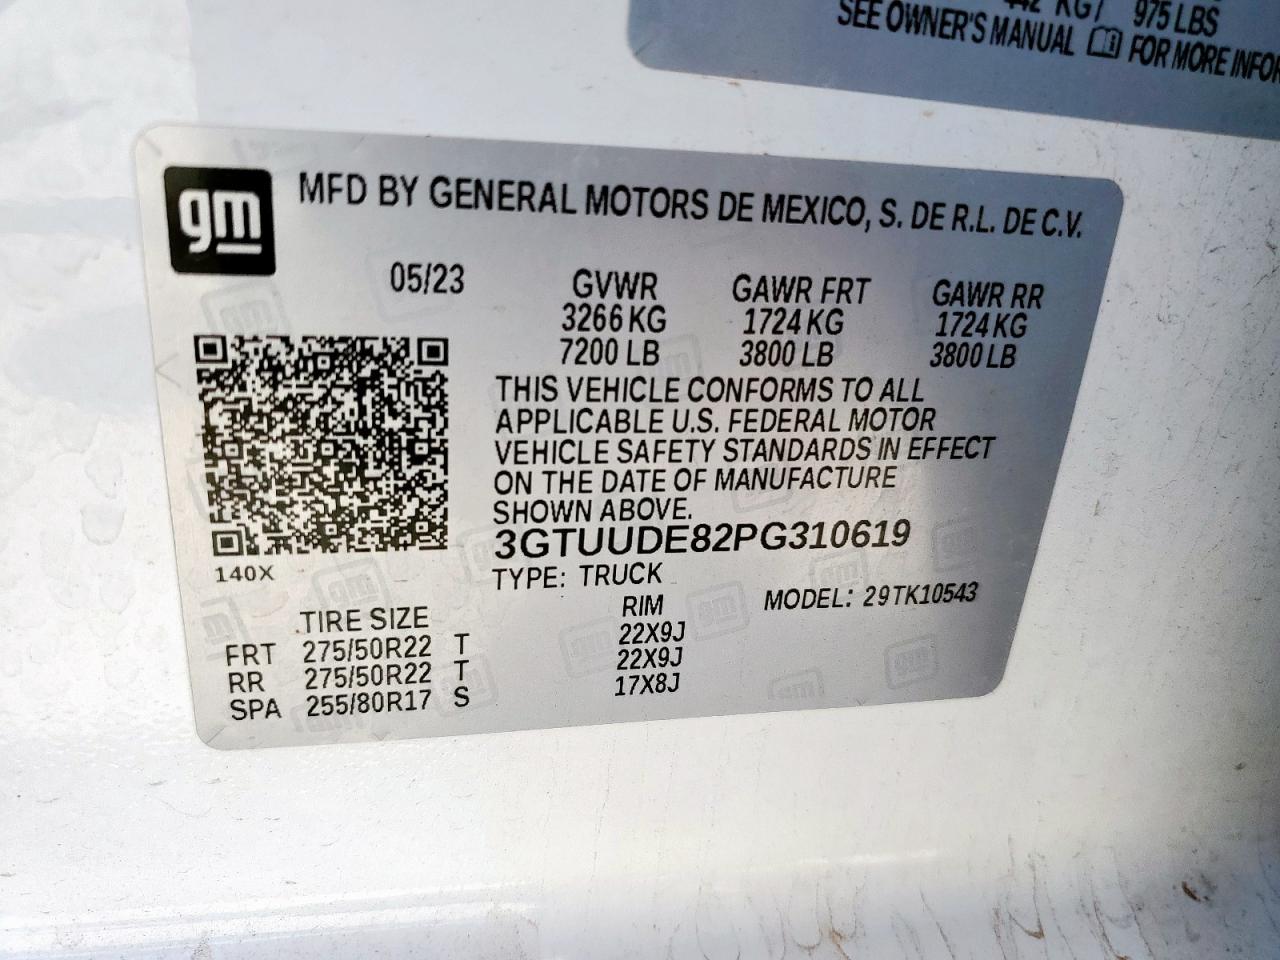 KG/ 975 LBS
SEE OWNER'S MANUAL FOR MORE
gm MFD BY GENERAL MOTORS DE MEXICO, S. DE R.L. DE C.V.
05/23 GVWR GAWR FRT GAWR RR
3266 KG 1724 KG 1724 KG
7200 LB 3800 LB 3800 LB
THIS VEHICLE CONFORMS TO ALL
APPLICABLE U.S. FEDERAL MOTOR
VEHICLE SAFETY STANDARDS IN EFFECT
ON THE DATE OF MANUFACTURE
SHOWN ABOVE.
3GTUUDE82PG310619
140X
TYPE: TRUCK
MODEL: 29TK10543
TIRE SIZE RIM
FRT 275/50R22 T 22X9J
RR 275/50R22 T 22X9J
SPA 255/80R17 S 17X8J